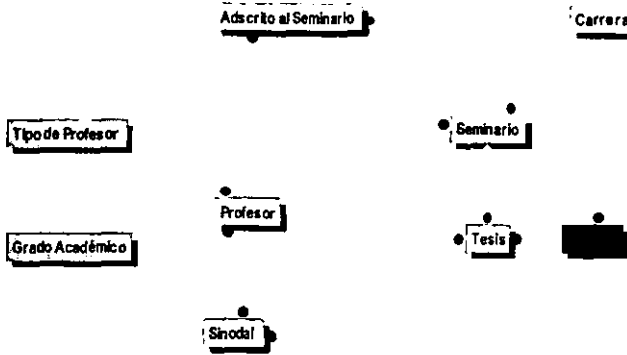 Adscrito al Seminario
Carrera
Tipo de Profesor
Seminario
Profesor
Grado Académico
Tesis
Sinodal